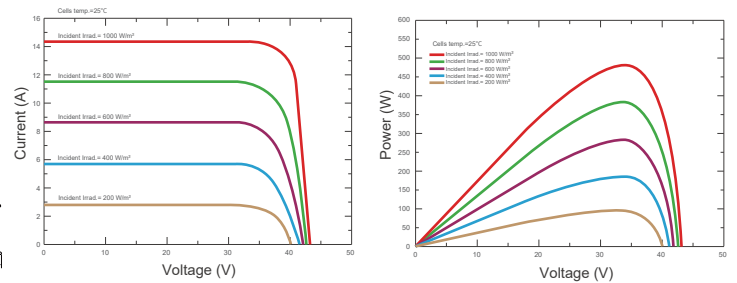 Cells temp.=25°C
16
14
12
10
8
6
4
2
0
Current (A)
Incident Irrad.= 1000 W/m²
Incident Irrad.= 800 W/m²
Incident Irrad.= 600 W/m²
Incident Irrad.= 400 W/m²
Incident Irrad.= 200 W/m²
0 10 20 30 40 50
Voltage (V)
600
550
500
450
400
350
300
250
200
150
100
50
0
Power (W)
Cells temp.=25°C
Incident Irrad.= 1000 W/m²
Incident Irrad.= 800 W/m²
Incident Irrad.= 600 W/m²
Incident Irrad.= 400 W/m²
Incident Irrad.= 200 W/m²
0 10 20 30 40 50
Voltage (V)